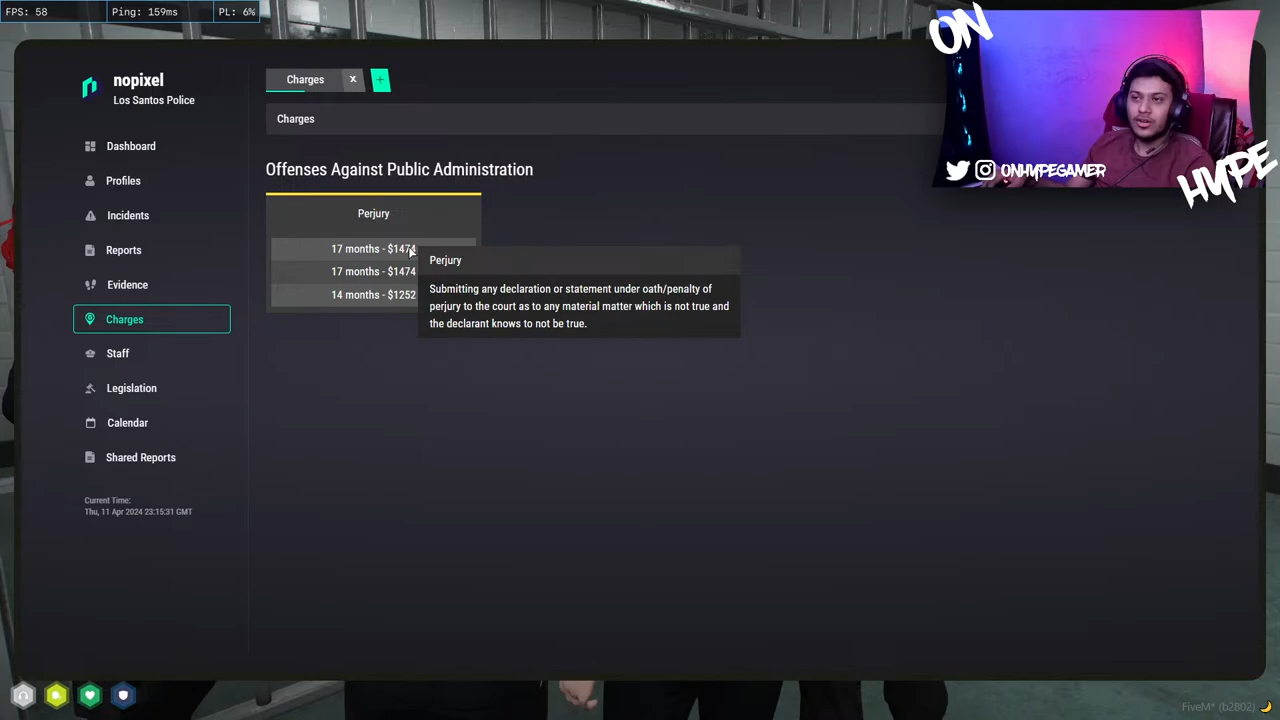 FPS: 58
Ping: 159ms
PL: 6%
nopixel
Los Santos Police
Dashboard
Profiles
Incidents
Reports
Evidence
Charges
Staff
Legislation
Calendar
Shared Reports
Current Time:
Thu, 11 Apr 2024 23:15:31 GMT
Charges x +
Charges
Offenses Against Public Administration
Perjury
17 months - $1474
17 months - $1474
14 months - $1252
Perjury
Submitting any declaration or statement under oath/penalty of
perjury to the court as to any material matter which is not true and
the declarant knows to not be true.
ON
ONHYPEGAMER
HYPE
FiveM* (b2802)